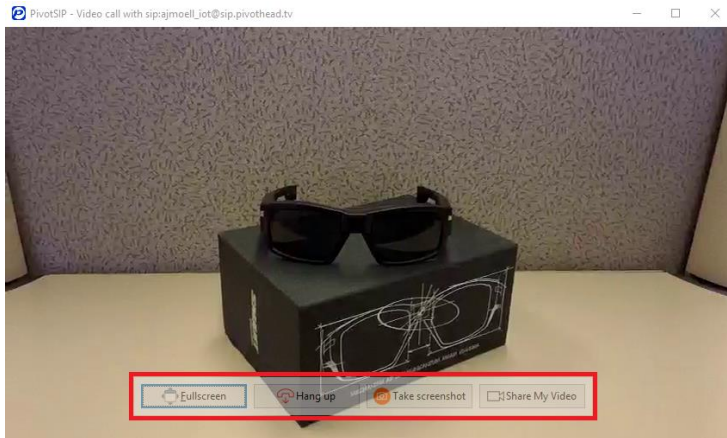 PivotSIP - Video call with sip:ajmoell_iot@sip.pivothead.tv
Fullscreen
Hang up
Take screenshot
Share My Video